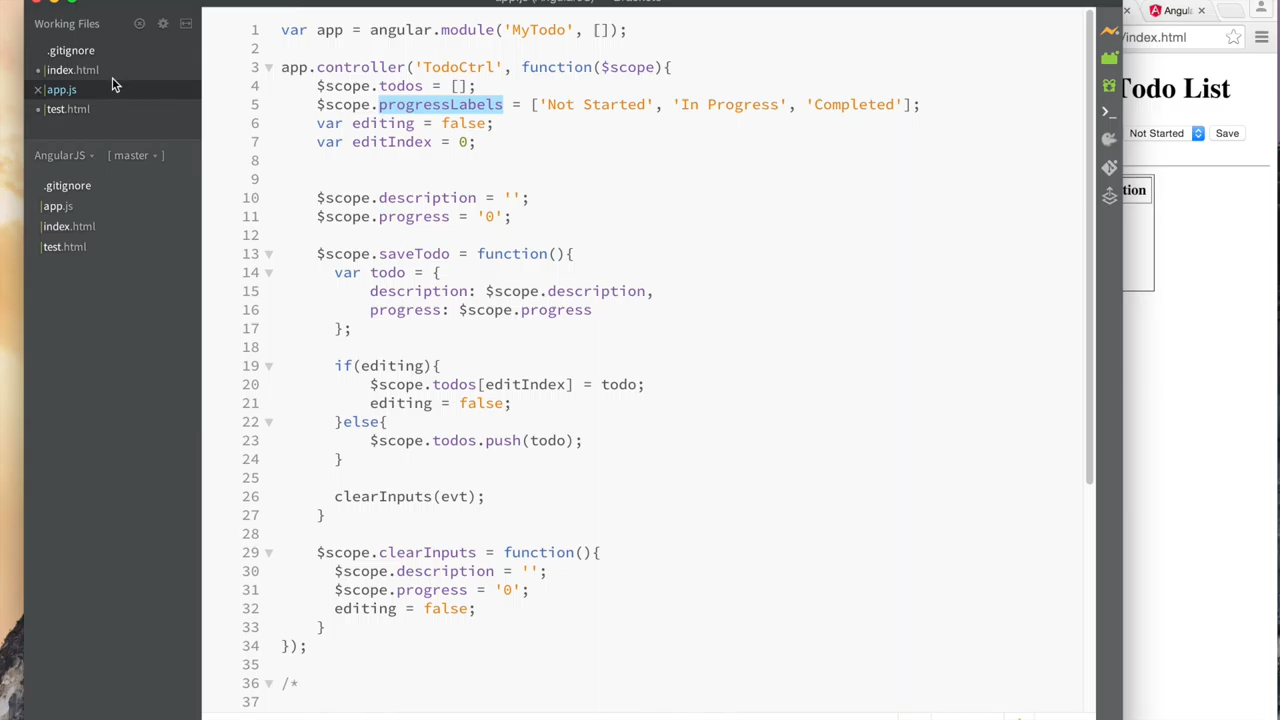 Working Files
.gitignore
index.html
app.js
test.html
AngularJS
[ master ]
.gitignore
app.js
index.html
test.html
1 var app = angular.module('MyTodo', []);
2
3 app.controller('TodoCtrl', function($scope){
4 $scope.todos = [];
5 $scope.progressLabels = ['Not Started', 'In Progress', 'Completed'];
6 var editing = false;
7 var editIndex = 0;
8
9
10 $scope.description = '';
11 $scope.progress = '0';
12
13 $scope.saveTodo = function(){
14 var todo = {
15 description: $scope.description,
16 progress: $scope.progress
17 };
18
19 if(editing){
20 $scope.todos[editIndex] = todo;
21 editing = false;
22 }else{
23 $scope.todos.push(todo);
24 }
25
26 clearInputs(evt);
27 }
28
29 $scope.clearInputs = function(){
30 $scope.description = '';
31 $scope.progress = '0';
32 editing = false;
33 }
34 });
35
36 /*
37
Angula
/index.html
Todo List
Not Started Save
tion